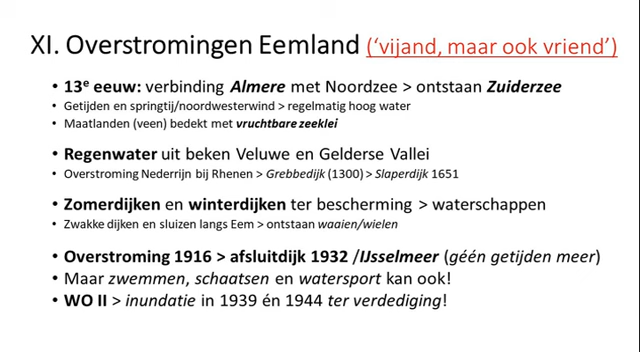 XI. Overstromingen Eemland (‘vijand, maar ook vriend’)
• 13e eeuw: verbinding Almere met Noordzee > ontstaan Zuiderzee
• Getijden en springtij/noordwesterwind > regelmatig hoog water
• Maatlanden (veen) bedekt met vruchtbare zeeklei
• Regenwater uit beken Veluwe en Gelderse Vallei
• Overstroming Nederrijn bij Rhenen > Grebbedijk (1300) > Slaperdijk 1651
• Zomerdijken en winterdijken ter bescherming > waterschappen
• Zwakke dijken en sluizen langs Eem > ontstaan waaien/wielen
• Overstroming 1916 > afsluitdijk 1932 /IJsselmeer (géén getijden meer)
• Maar zwemmen, schaatsen en watersport kan ook!
• WO II > inundatie in 1939 én 1944 ter verdediging!